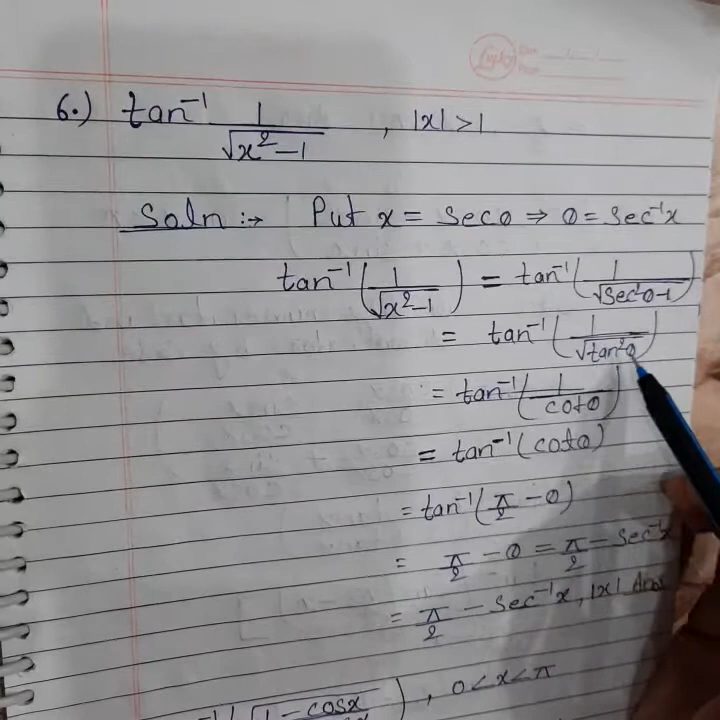 6.) tan⁻¹ 1/√x²-1 , |x| > 1
Soln :→ Put x = secθ ⇒ θ = sec⁻¹x
tan⁻¹(1/√x²-1) = tan⁻¹(1/√sec²θ-1)
= tan⁻¹(1/√tan²θ)
= tan⁻¹(1/cotθ)
= tan⁻¹(cotθ)
= tan⁻¹(π/2 - θ)
= π/2 - θ = π/2 - sec⁻¹x
= π/2 - sec⁻¹x, |x| Ans
1-cosx , 0<x<π